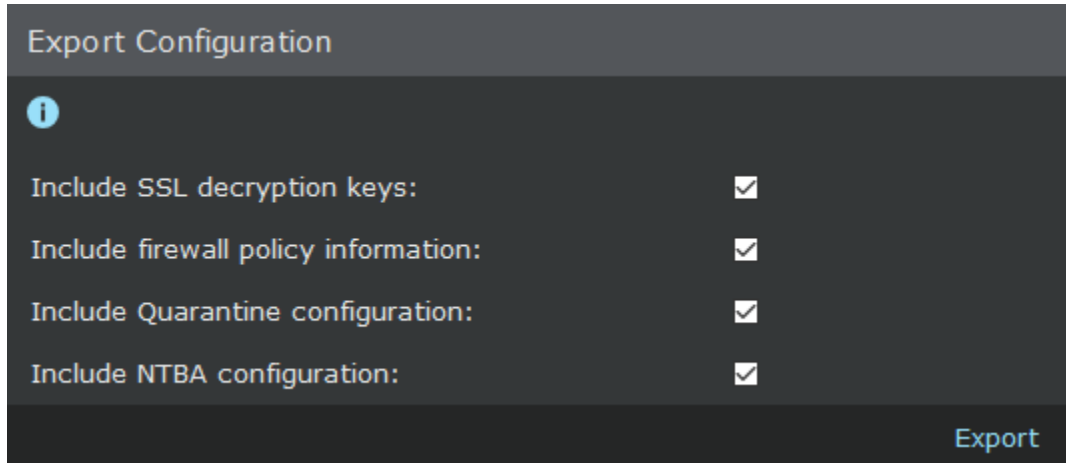 Export Configuration
i
Include SSL decryption keys:
Include firewall policy information:
Include Quarantine configuration:
Include NTBA configuration:
Export